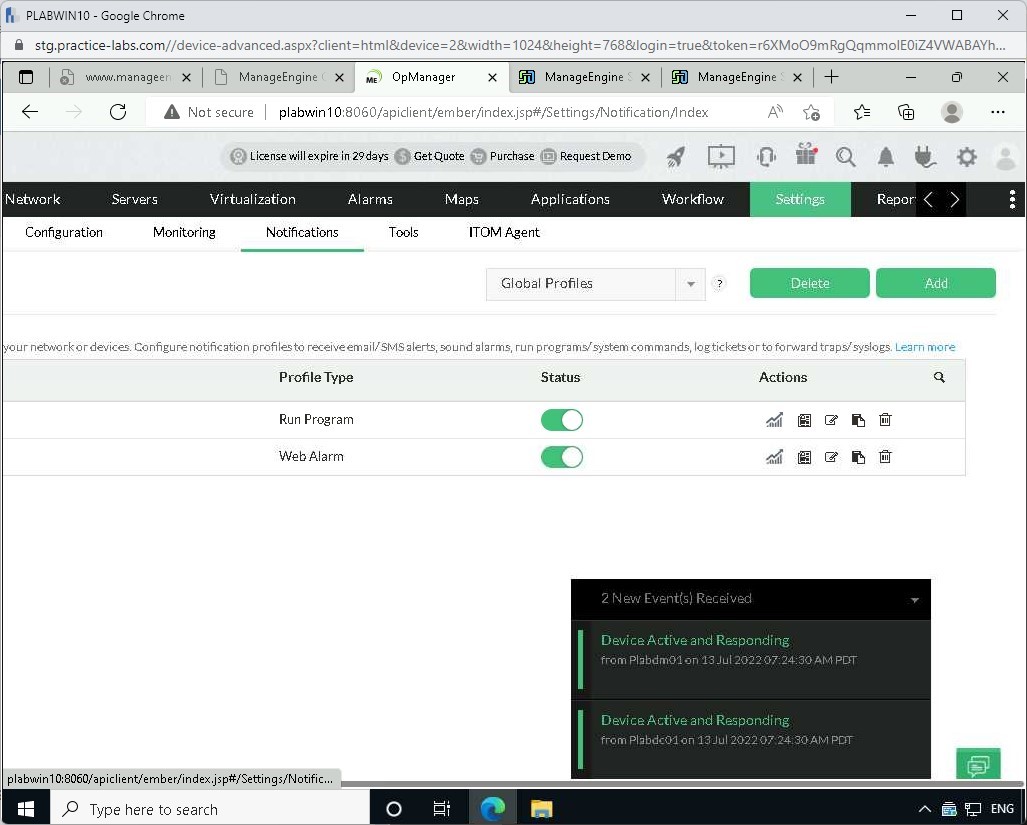 PLABWIN10 - Google Chrome
stg.practice-labs.com//device-advanced.aspx?client=html&device=2&width=1024&height=768&login=true&token=r6XMoO9mRgQqmmolE0iZ4VWABAYh...
www.manageen
ManageEngine
ME
OpManager
ManageEngine S
ManageEngine S
Not secure
plabwin10:8060/apiclient/ember/index.jsp#/Settings/Notification/Index
License will expire in 29 days
Get Quote
Purchase
Request Demo
Network
Servers
Virtualization
Alarms
Maps
Applications
Workflow
Settings
Repor
Configuration
Monitoring
Notifications
Tools
ITOM Agent
Global Profiles
?
Delete
Add
your network or devices. Configure notification profiles to receive email/SMS alerts, sound alarms, run programs/system commands, log tickets or to forward traps/syslogs. Learn more
Profile Type
Status
Actions
Run Program
Web Alarm
2 New Event(s) Received
Device Active and Responding
from Plabdm01 on 13 Jul 2022 07:24:30 AM PDT
Device Active and Responding
from Plabdc01 on 13 Jul 2022 07:24:30 AM PDT
plabwin10:8060/apiclient/ember/index.jsp#/Settings/Notific...
Type here to search
ENG